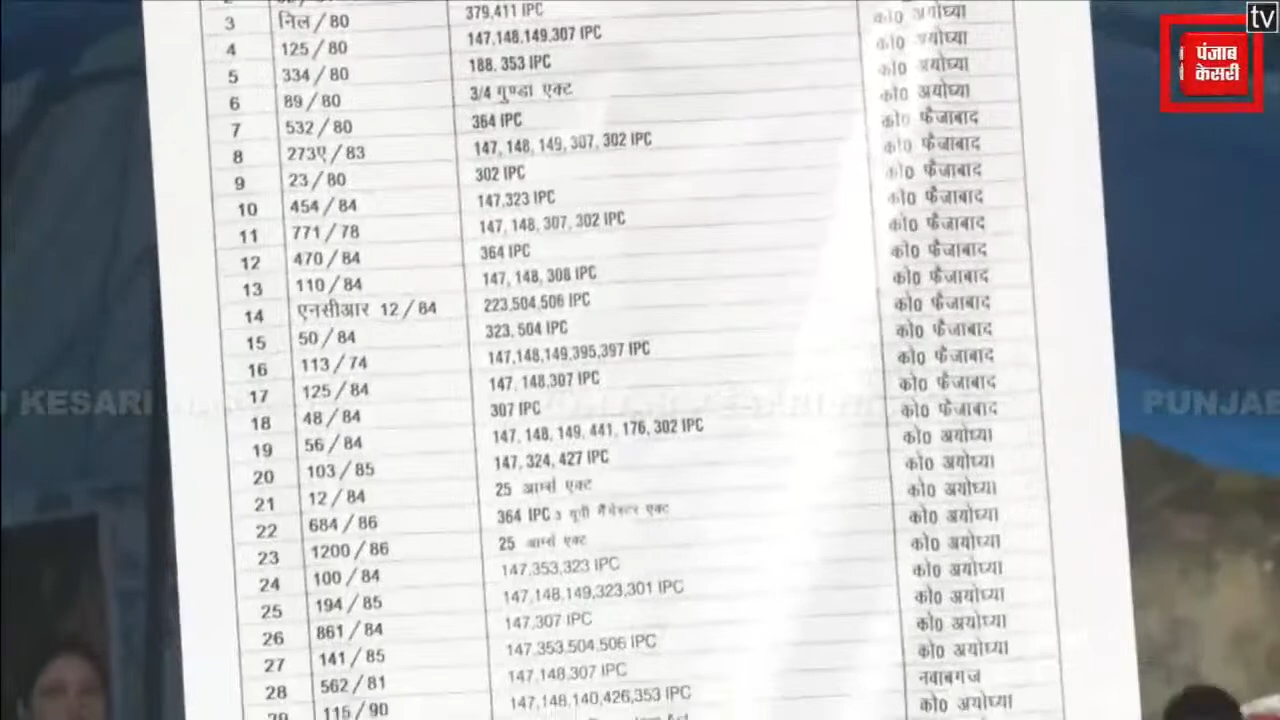 3 निल/80 379,411 IPC को0 अयोध्या
4 125/80 147,148,149,307 IPC को0 अयोध्या
5 334/80 188, 353 IPC को0 अयोध्या
6 89/80 3/4 गुण्डा एक्ट को0 अयोध्या
7 532/80 364 IPC को0 फैजाबाद
8 273ए/83 147, 148, 149, 307, 302 IPC को0 फैजाबाद
9 23/80 302 IPC को0 फैजाबाद
10 454/84 147,323 IPC को0 फैजाबाद
11 771/78 147, 148, 307, 302 IPC को0 फैजाबाद
12 470/84 364 IPC को0 फैजाबाद
13 110/84 147, 148, 308 IPC को0 फैजाबाद
14 एनसीआर 12/84 223,504,506 IPC को0 फैजाबाद
15 50/84 323, 504 IPC को0 फैजाबाद
16 113/74 147,148,149,395,397 IPC को0 फैजाबाद
17 125/84 147, 148,307 IPC को0 फैजाबाद
18 48/84 307 IPC को0 फैजाबाद
19 56/84 147, 148, 149, 441, 176, 302 IPC को0 अयोध्या
20 103/85 147, 324, 427 IPC को0 अयोध्या
21 12/84 25 आर्म्स एक्ट को0 अयोध्या
22 684/86 364 IPC 3 यूपी गैंगेस्टर एक्ट को0 अयोध्या
23 1200/86 25 आर्म्स एक्ट को0 अयोध्या
24 100/84 147,353,323 IPC को0 अयोध्या
25 194/85 147,148,149,323,301 IPC को0 अयोध्या
26 861/84 147,307 IPC को0 अयोध्या
27 141/85 147,353,504,506 IPC को0 अयोध्या
28 562/81 147,148,307 IPC नवाबगंज
29 115/90 147,148,140,426,353 IPC को0 अयोध्या
tv
पंजाब
केसरी
KESARI
PUNJAB